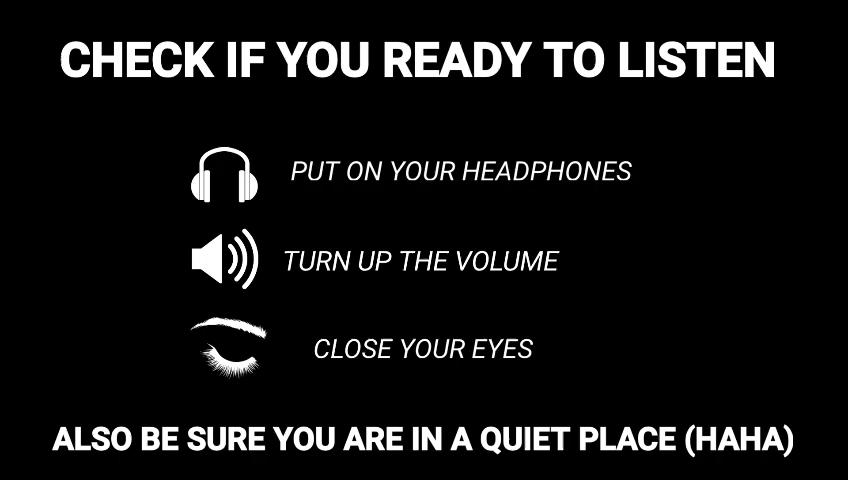 CHECK IF YOU READY TO LISTEN
PUT ON YOUR HEADPHONES
TURN UP THE VOLUME
CLOSE YOUR EYES
ALSO BE SURE YOU ARE IN A QUIET PLACE (HAHA)